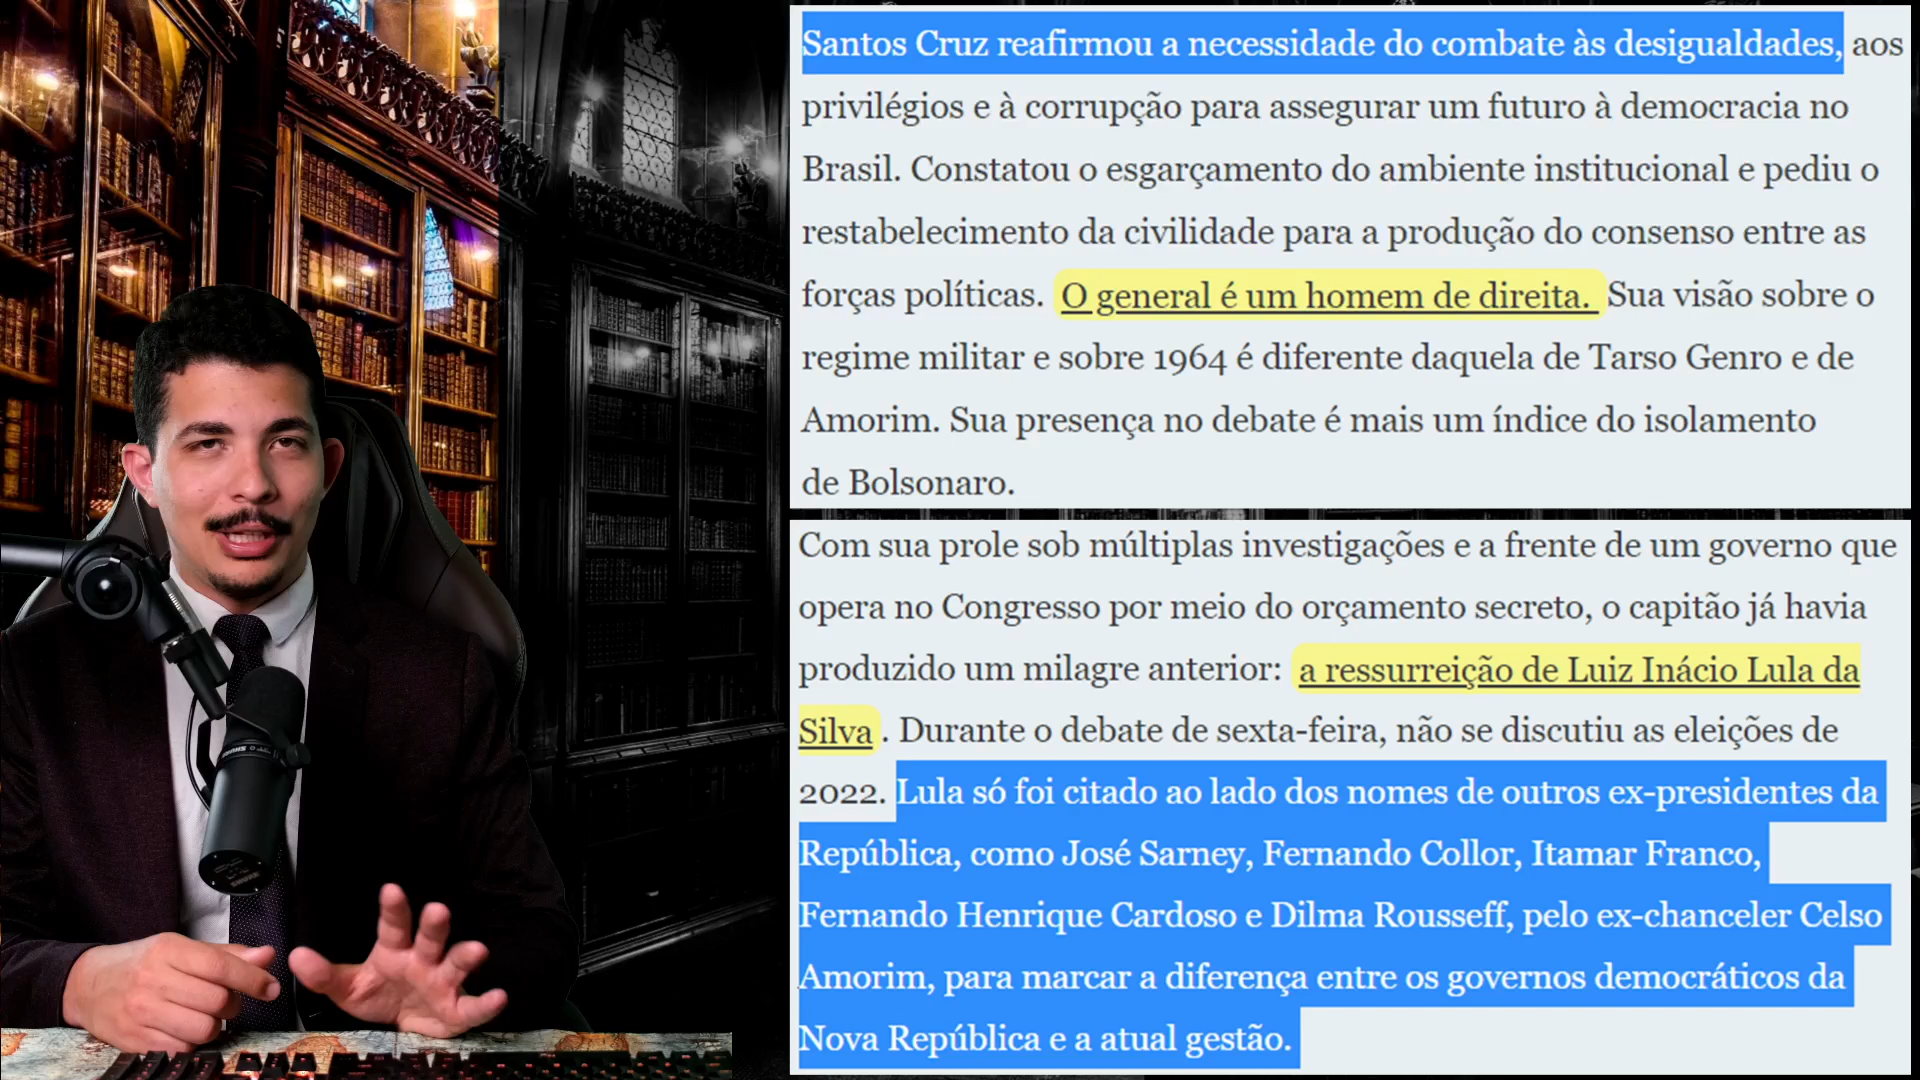 Santos Cruz reafirmou a necessidade do combate às desigualdades, aos
privilégios e à corrupção para assegurar um futuro à democracia no
Brasil. Constatou o esgarçamento do ambiente institucional e pediu o
restabelecimento da civilidade para a produção do consenso entre as
forças políticas. O general é um homem de direita. Sua visão sobre o
regime militar e sobre 1964 é diferente daquela de Tarso Genro e de
Amorim. Sua presença no debate é mais um índice do isolamento
de Bolsonaro.
Com sua prole sob múltiplas investigações e a frente de um governo que
opera no Congresso por meio do orçamento secreto, o capitão já havia
produzido um milagre anterior: a ressurreição de Luiz Inácio Lula da
Silva . Durante o debate de sexta-feira, não se discutiu as eleições de
2022. Lula só foi citado ao lado dos nomes de outros ex-presidentes da
República, como José Sarney, Fernando Collor, Itamar Franco,
Fernando Henrique Cardoso e Dilma Rousseff, pelo ex-chanceler Celso
Amorim, para marcar a diferença entre os governos democráticos da
Nova República e a atual gestão.